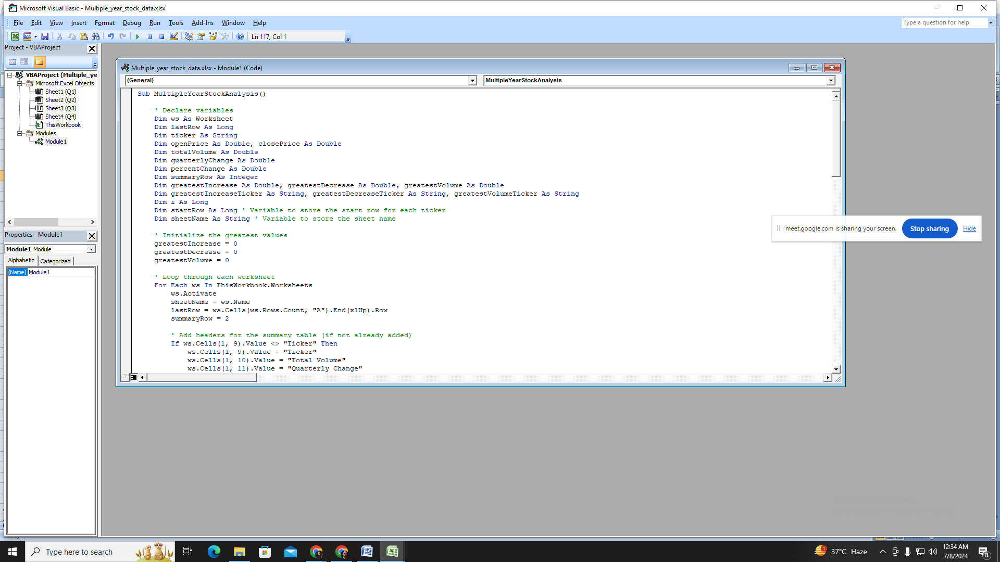 Microsoft Visual Basic - Multiple_year_stock_data.xlsx
File Edit View Insert Format Debug Run Tools Add-Ins Window Help
Type a question for help
Ln 117, Col 1
Project - VBAProject
VBAProject (Multiple_ye
Microsoft Excel Objects
Sheet1 (Q1)
Sheet2 (Q2)
Sheet3 (Q3)
Sheet4 (Q4)
ThisWorkbook
Modules
Module1
Properties - Module1
Module1 Module
Alphabetic Categorized
(Name) Module1
Multiple_year_stock_data.xlsx - Module1 (Code)
(General)
MultipleYearStockAnalysis
Sub MultipleYearStockAnalysis()
' Declare variables
Dim ws As Worksheet
Dim lastRow As Long
Dim ticker As String
Dim openPrice As Double, closePrice As Double
Dim totalVolume As Double
Dim quarterlyChange As Double
Dim percentChange As Double
Dim summaryRow As Integer
Dim greatestIncrease As Double, greatestDecrease As Double, greatestVolume As Double
Dim greatestIncreaseTicker As String, greatestDecreaseTicker As String, greatestVolumeTicker As String
Dim i As Long
Dim startRow As Long ' Variable to store the start row for each ticker
Dim sheetName As String ' Variable to store the sheet name
' Initialize the greatest values
greatestIncrease = 0
greatestDecrease = 0
greatestVolume = 0
' Loop through each worksheet
For Each ws In ThisWorkbook.Worksheets
ws.Activate
sheetName = ws.Name
lastRow = ws.Cells(ws.Rows.Count, "A").End(xlUp).Row
summaryRow = 2
' Add headers for the summary table (if not already added)
If ws.Cells(1, 9).Value <> "Ticker" Then
ws.Cells(1, 9).Value = "Ticker"
ws.Cells(1, 10).Value = "Total Volume"
ws.Cells(1, 11).Value = "Quarterly Change"
meet.google.com is sharing your screen. Stop sharing Hide
Type here to search
1
37°C Haze
12:34 AM
7/8/2024
8